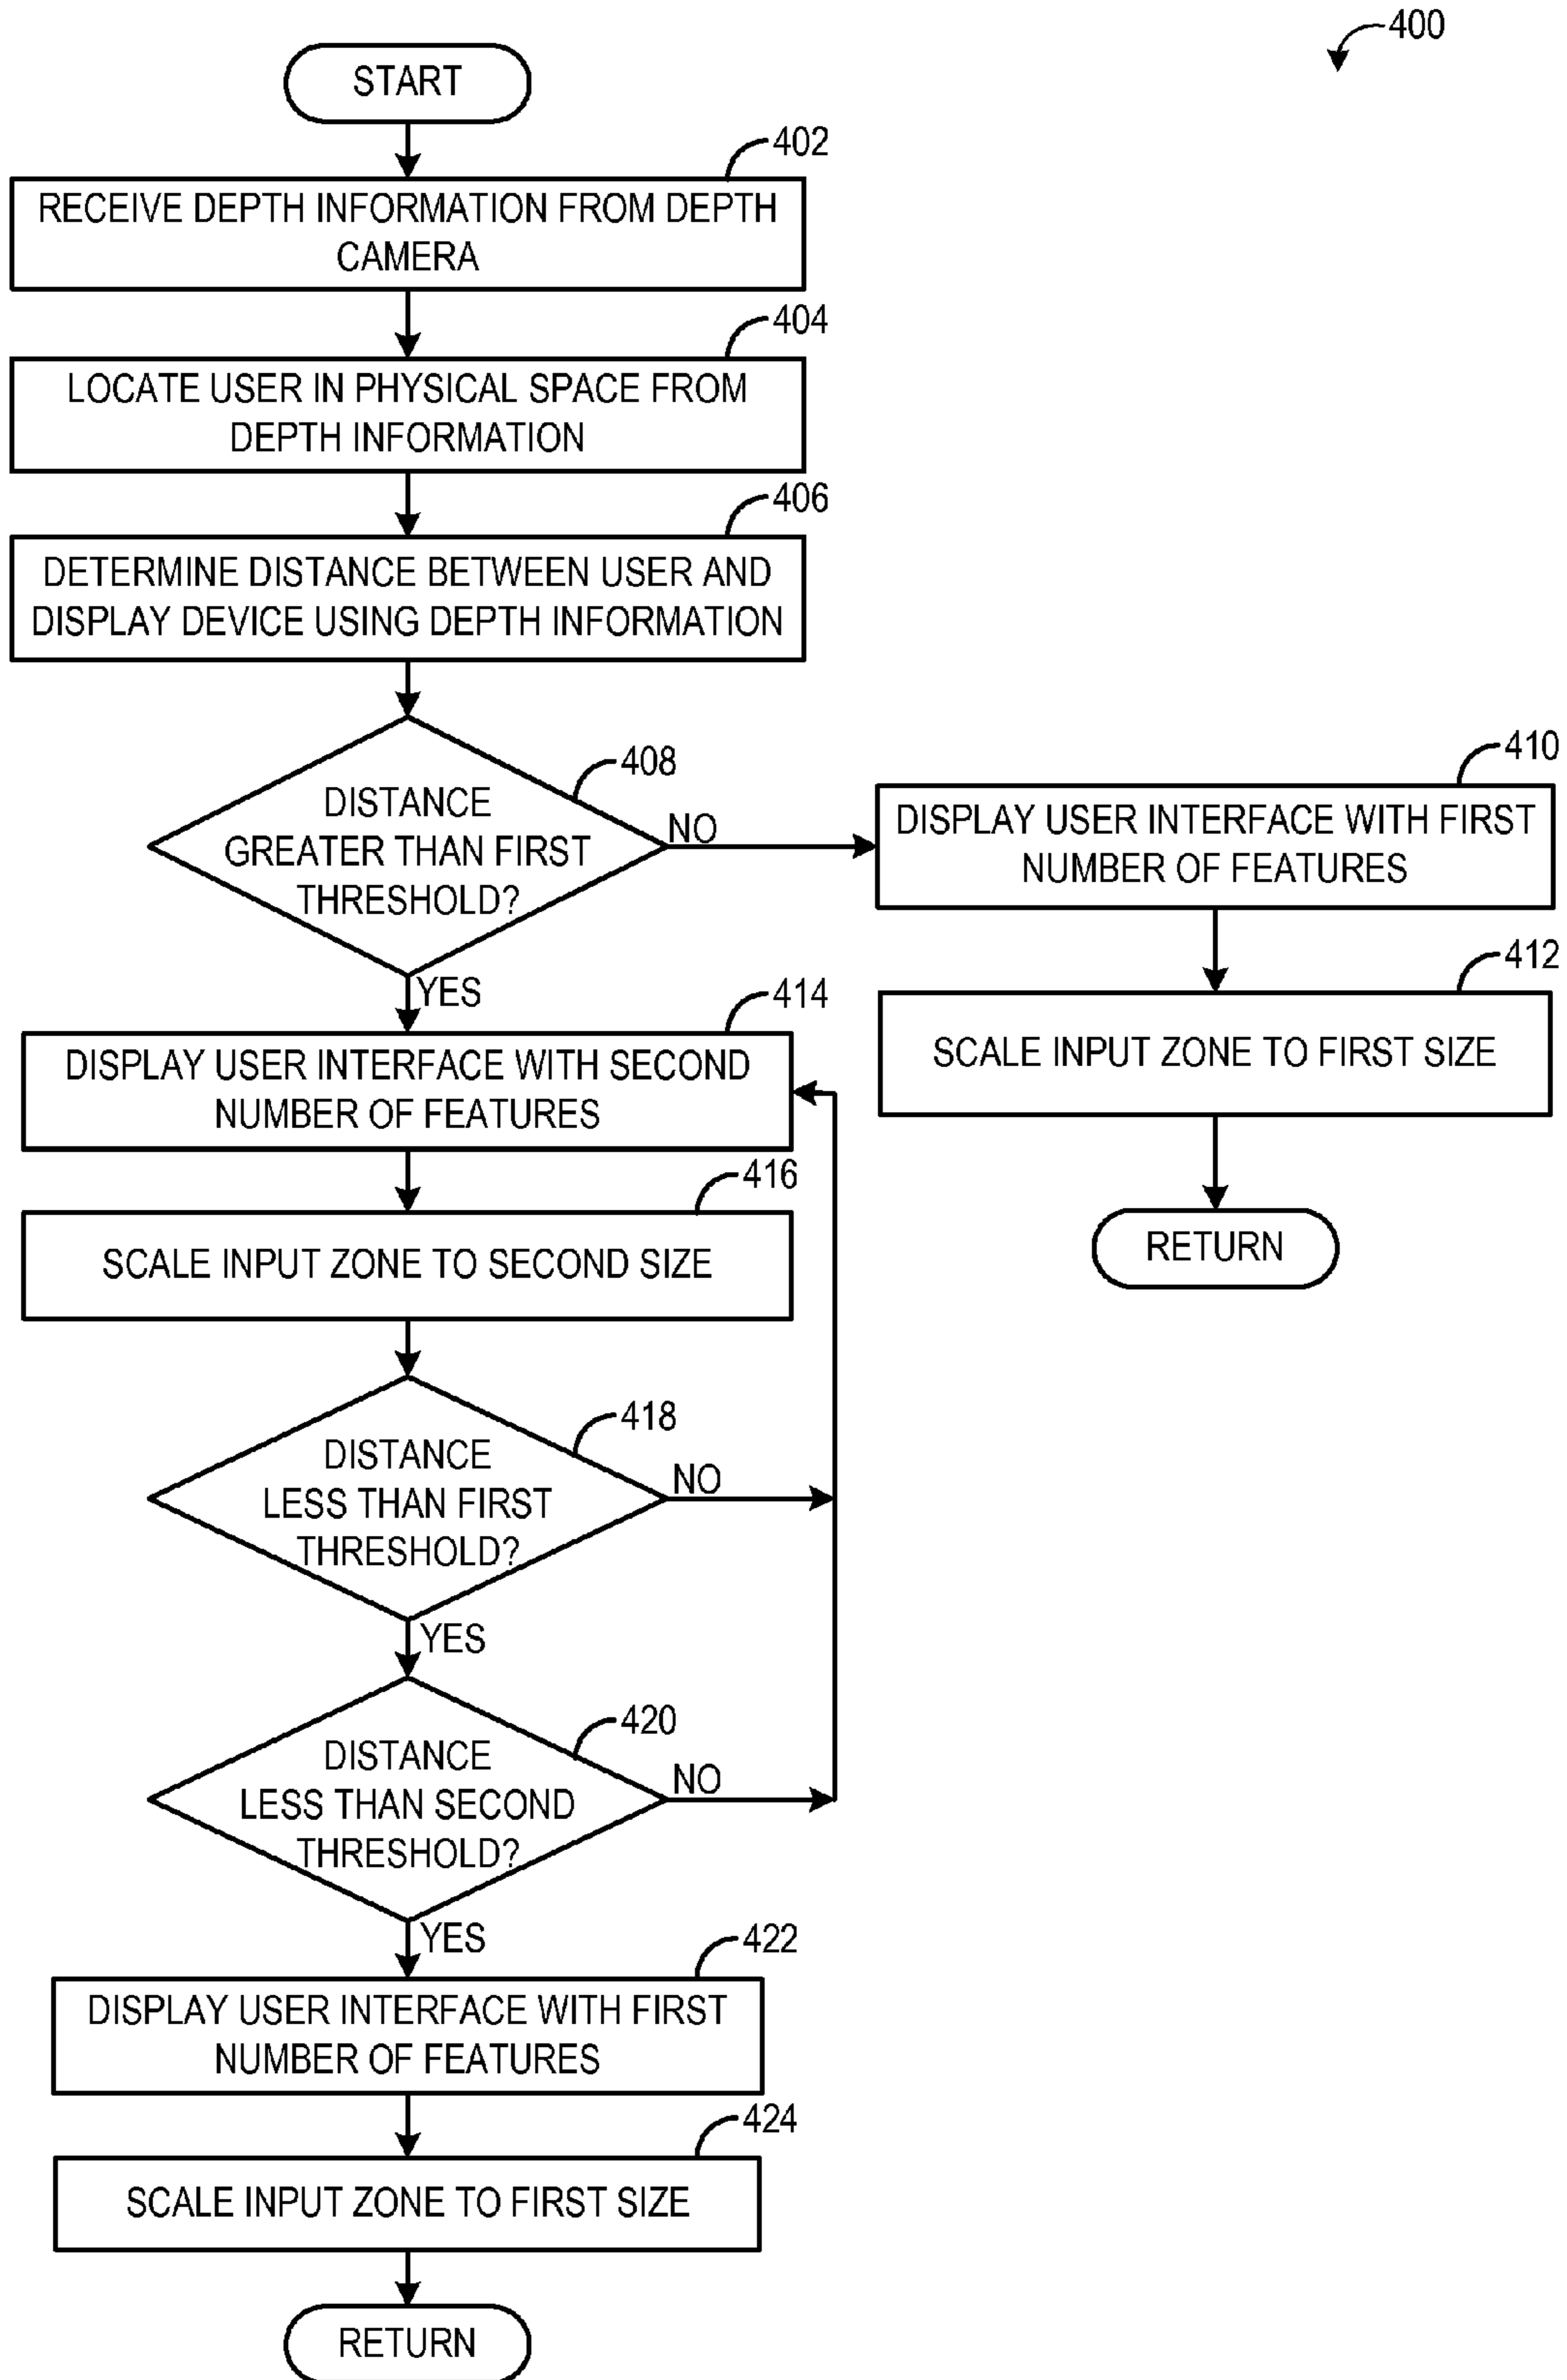 400
START
402
RECEIVE DEPTH INFORMATION FROM DEPTH
CAMERA
404
LOCATE USER IN PHYSICAL SPACE FROM
DEPTH INFORMATION
406
DETERMINE DISTANCE BETWEEN USER AND
DISPLAY DEVICE USING DEPTH INFORMATION
408
DISTANCE
GREATER THAN FIRST
THRESHOLD?
NO
410
DISPLAY USER INTERFACE WITH FIRST
NUMBER OF FEATURES
412
SCALE INPUT ZONE TO FIRST SIZE
RETURN
YES
414
DISPLAY USER INTERFACE WITH SECOND
NUMBER OF FEATURES
416
SCALE INPUT ZONE TO SECOND SIZE
418
DISTANCE
LESS THAN FIRST
THRESHOLD?
NO
YES
420
DISTANCE
LESS THAN SECOND
THRESHOLD?
NO
YES
422
DISPLAY USER INTERFACE WITH FIRST
NUMBER OF FEATURES
424
SCALE INPUT ZONE TO FIRST SIZE
RETURN